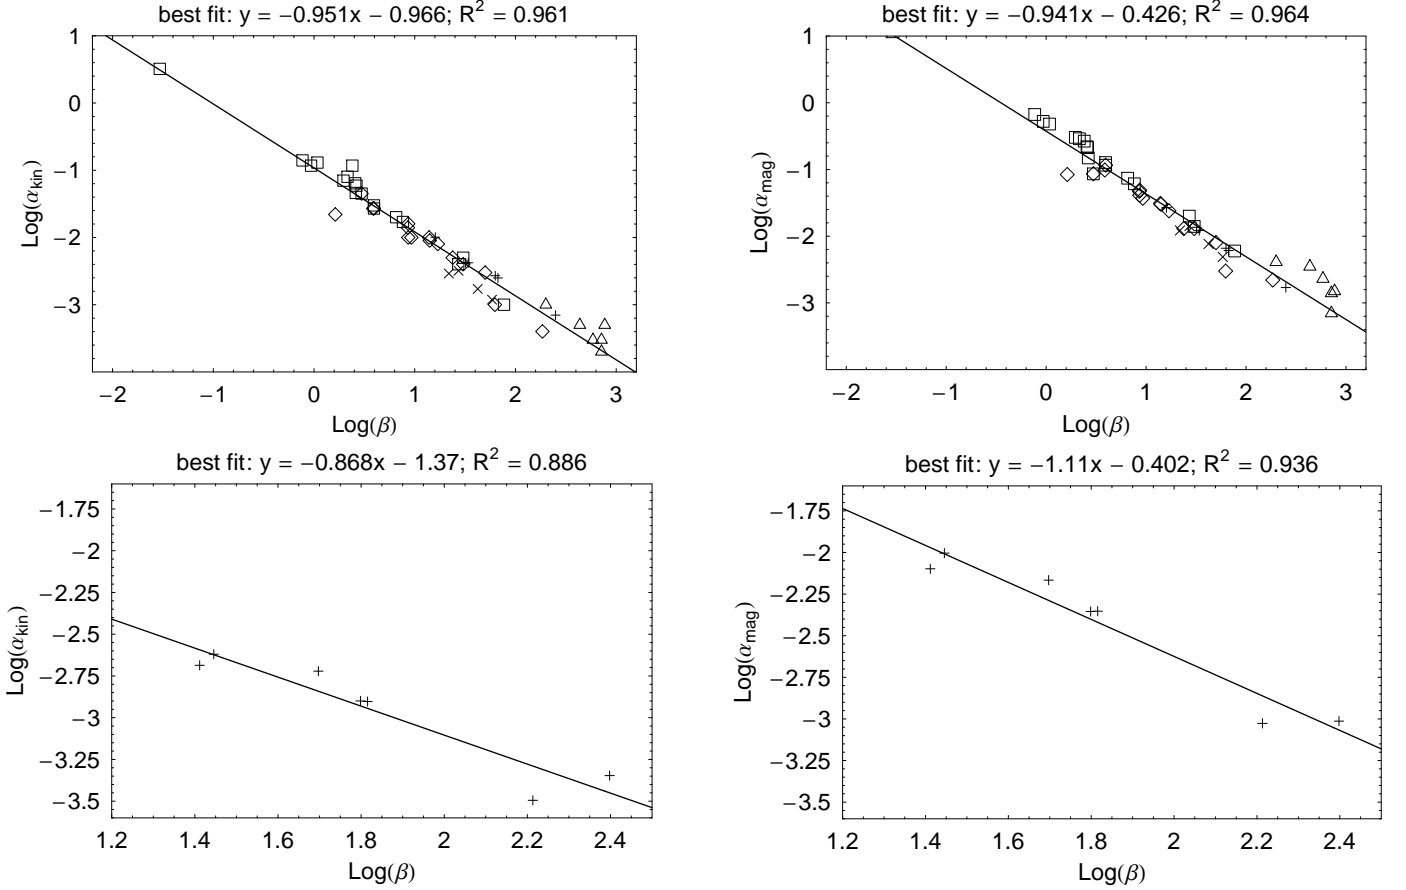 best fit: y = −0.951x − 0.966; R² = 0.961
1
0
−1
−2
−3
Log(α_kin)
−2 −1 0 1 2 3
Log(β)
best fit: y = −0.941x − 0.426; R² = 0.964
1
0
−1
−2
−3
Log(α_mag)
−2 −1 0 1 2 3
Log(β)
best fit: y = −0.868x − 1.37; R² = 0.886
−1.75
−2
−2.25
−2.5
−2.75
−3
−3.25
−3.5
Log(α_kin)
1.2 1.4 1.6 1.8 2 2.2 2.4
Log(β)
best fit: y = −1.11x − 0.402; R² = 0.936
−1.75
−2
−2.25
−2.5
−2.75
−3
−3.25
−3.5
Log(α_mag)
1.2 1.4 1.6 1.8 2 2.2 2.4
Log(β)